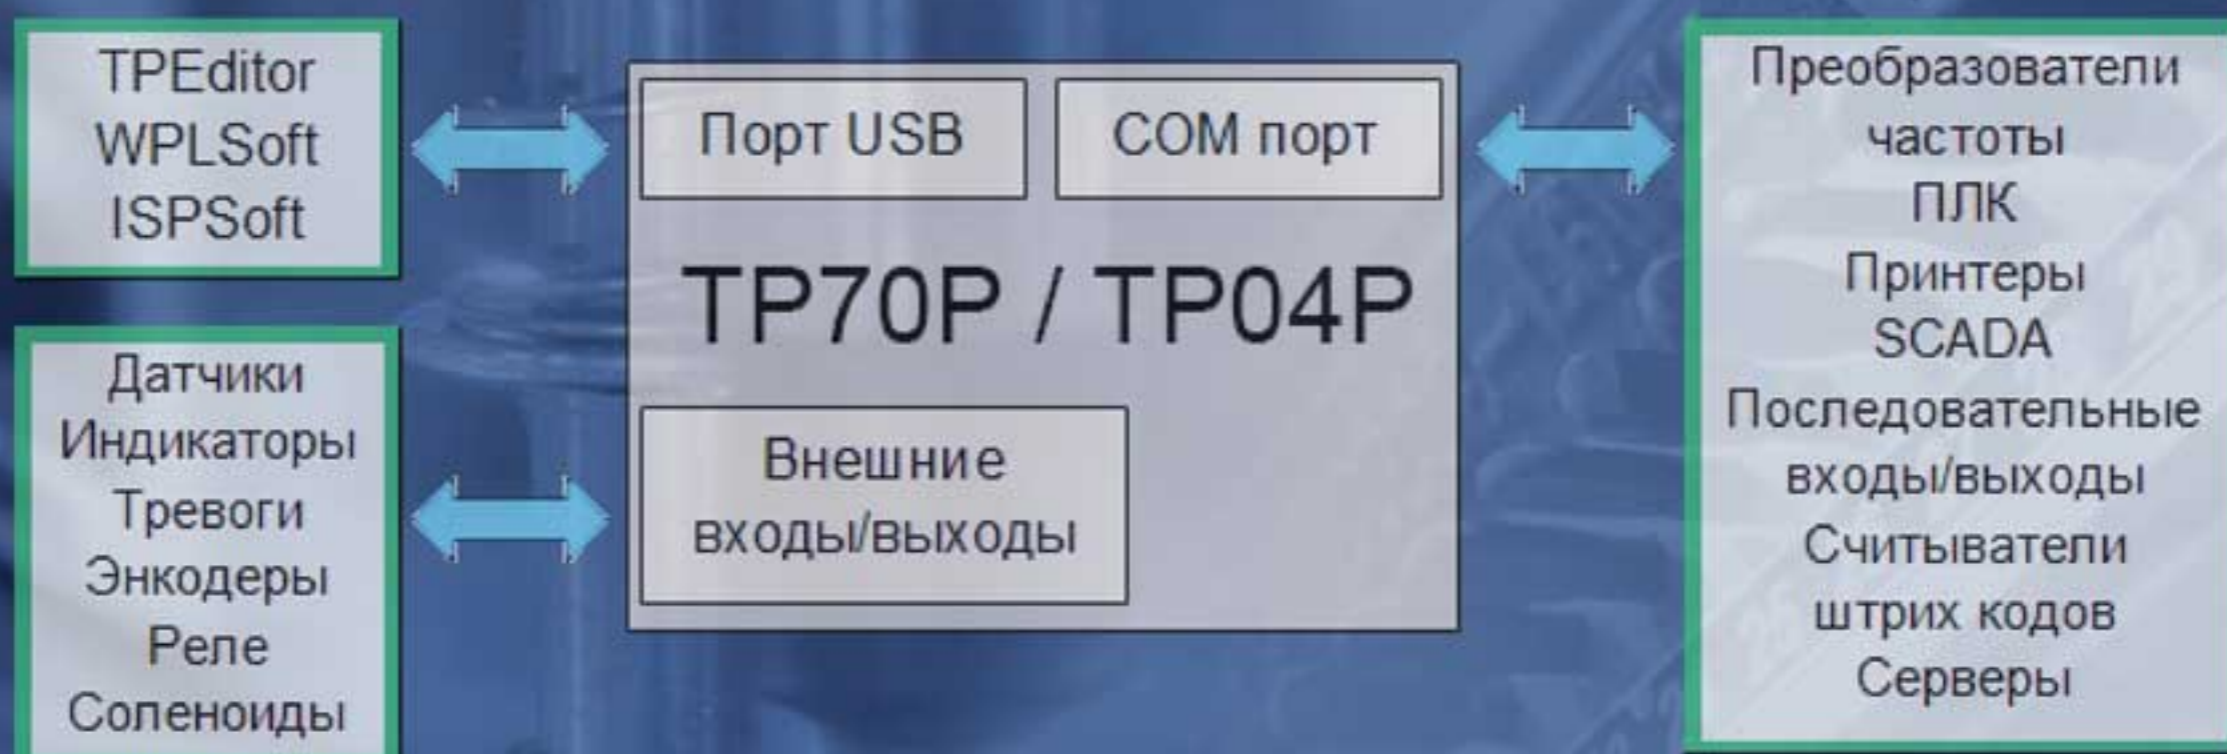 TPEditor
WPLSoft
ISPSoft
Датчики
Индикаторы
Тревоги
Энкодеры
Реле
Соленоиды
Порт USB
COM порт
TP70P / TP04P
Внешние
входы/выходы
Преобразователи
частоты
ПЛК
Принтеры
SCADA
Последовательные
входы/выходы
Считыватели
штрих кодов
Серверы